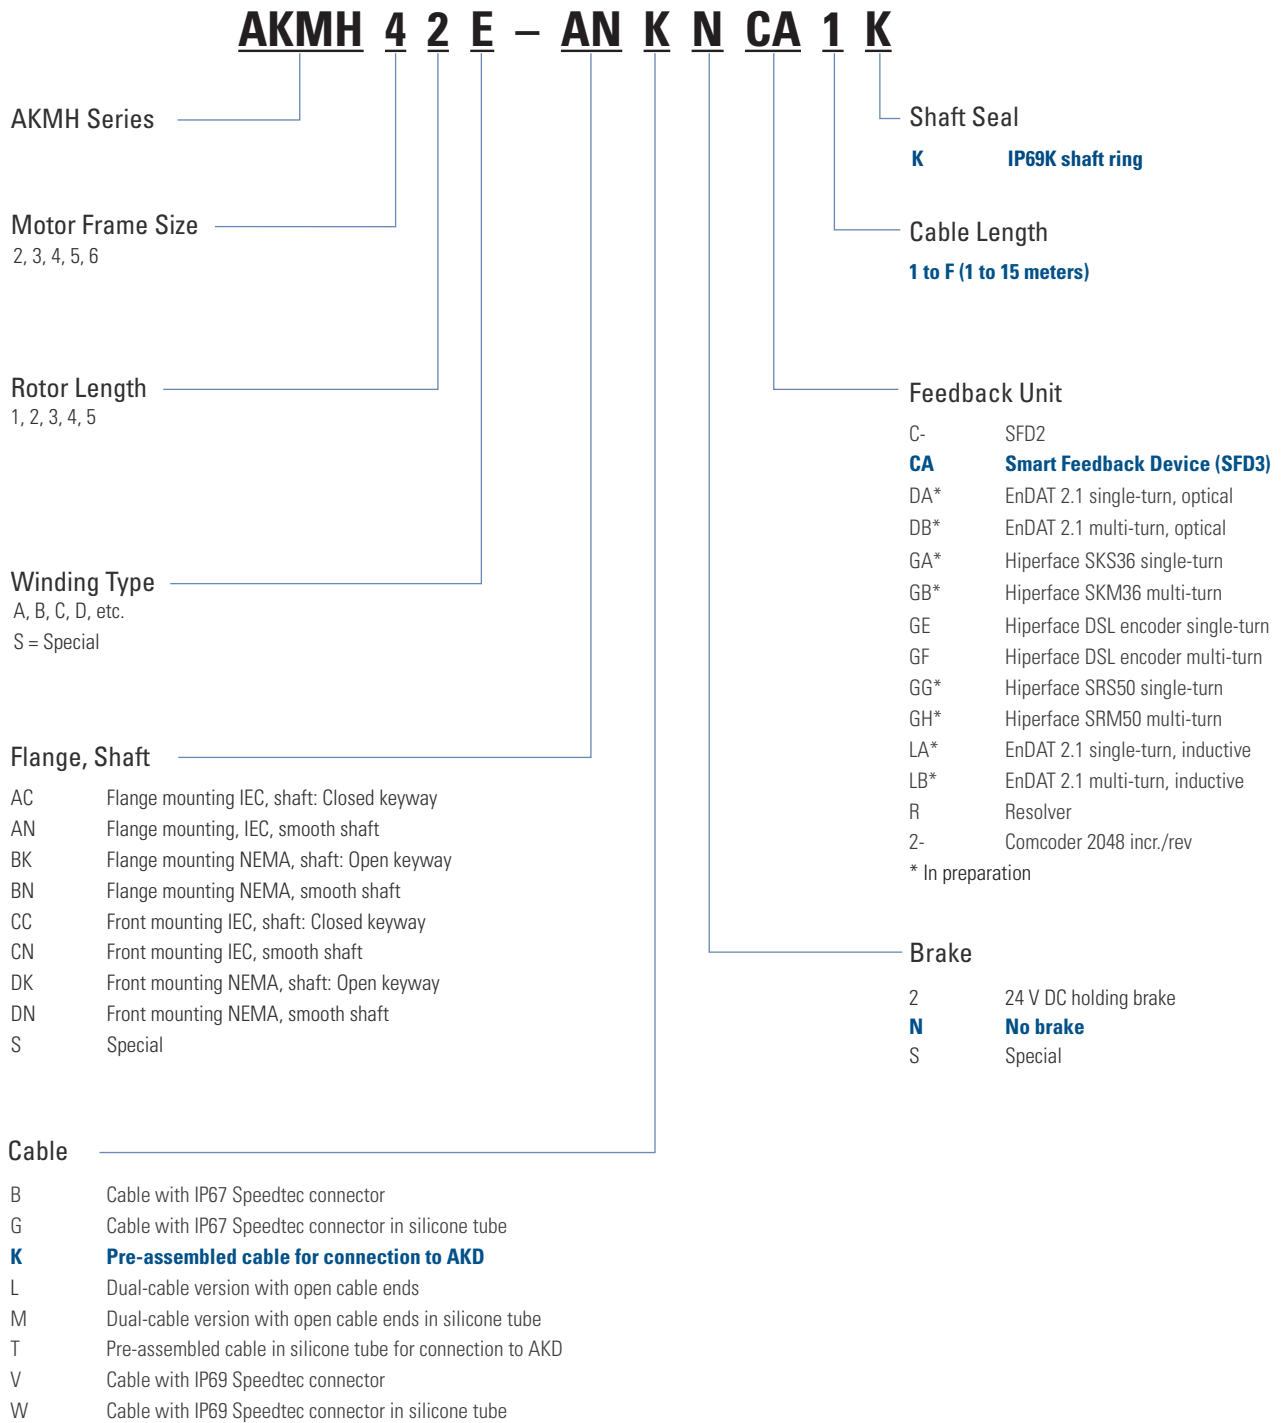 AKMH 4 2 E – AN K N CA 1 K
AKMH Series
Motor Frame Size
2, 3, 4, 5, 6
Rotor Length
1, 2, 3, 4, 5
Winding Type
A, B, C, D, etc.
S = Special
Flange, Shaft
AC Flange mounting IEC, shaft: Closed keyway
AN Flange mounting, IEC, smooth shaft
BK Flange mounting NEMA, shaft: Open keyway
BN Flange mounting NEMA, smooth shaft
CC Front mounting IEC, shaft: Closed keyway
CN Front mounting IEC, smooth shaft
DK Front mounting NEMA, shaft: Open keyway
DN Front mounting NEMA, smooth shaft
S Special
Cable
B Cable with IP67 Speedtec connector
G Cable with IP67 Speedtec connector in silicone tube
K Pre-assembled cable for connection to AKD
L Dual-cable version with open cable ends
M Dual-cable version with open cable ends in silicone tube
T Pre-assembled cable in silicone tube for connection to AKD
V Cable with IP69 Speedtec connector
W Cable with IP69 Speedtec connector in silicone tube
Shaft Seal
K IP69K shaft ring
Cable Length
1 to F (1 to 15 meters)
Feedback Unit
C- SFD2
CA Smart Feedback Device (SFD3)
DA* EnDAT 2.1 single-turn, optical
DB* EnDAT 2.1 multi-turn, optical
GA* Hiperface SKS36 single-turn
GB* Hiperface SKM36 multi-turn
GE Hiperface DSL encoder single-turn
GF Hiperface DSL encoder multi-turn
GG* Hiperface SRS50 single-turn
GH* Hiperface SRM50 multi-turn
LA* EnDAT 2.1 single-turn, inductive
LB* EnDAT 2.1 multi-turn, inductive
R Resolver
2- Comcoder 2048 incr./rev
* In preparation
Brake
2 24 V DC holding brake
N No brake
S Special